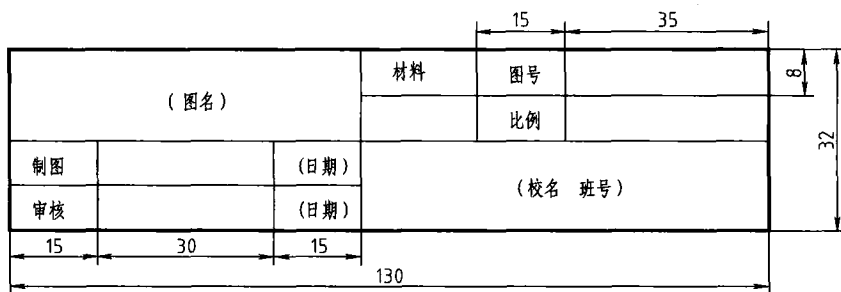 15 35
材料 图号
8
(图名)
比例
32
制图 (日期)
(校名 班号)
审核 (日期)
15 30 15
130